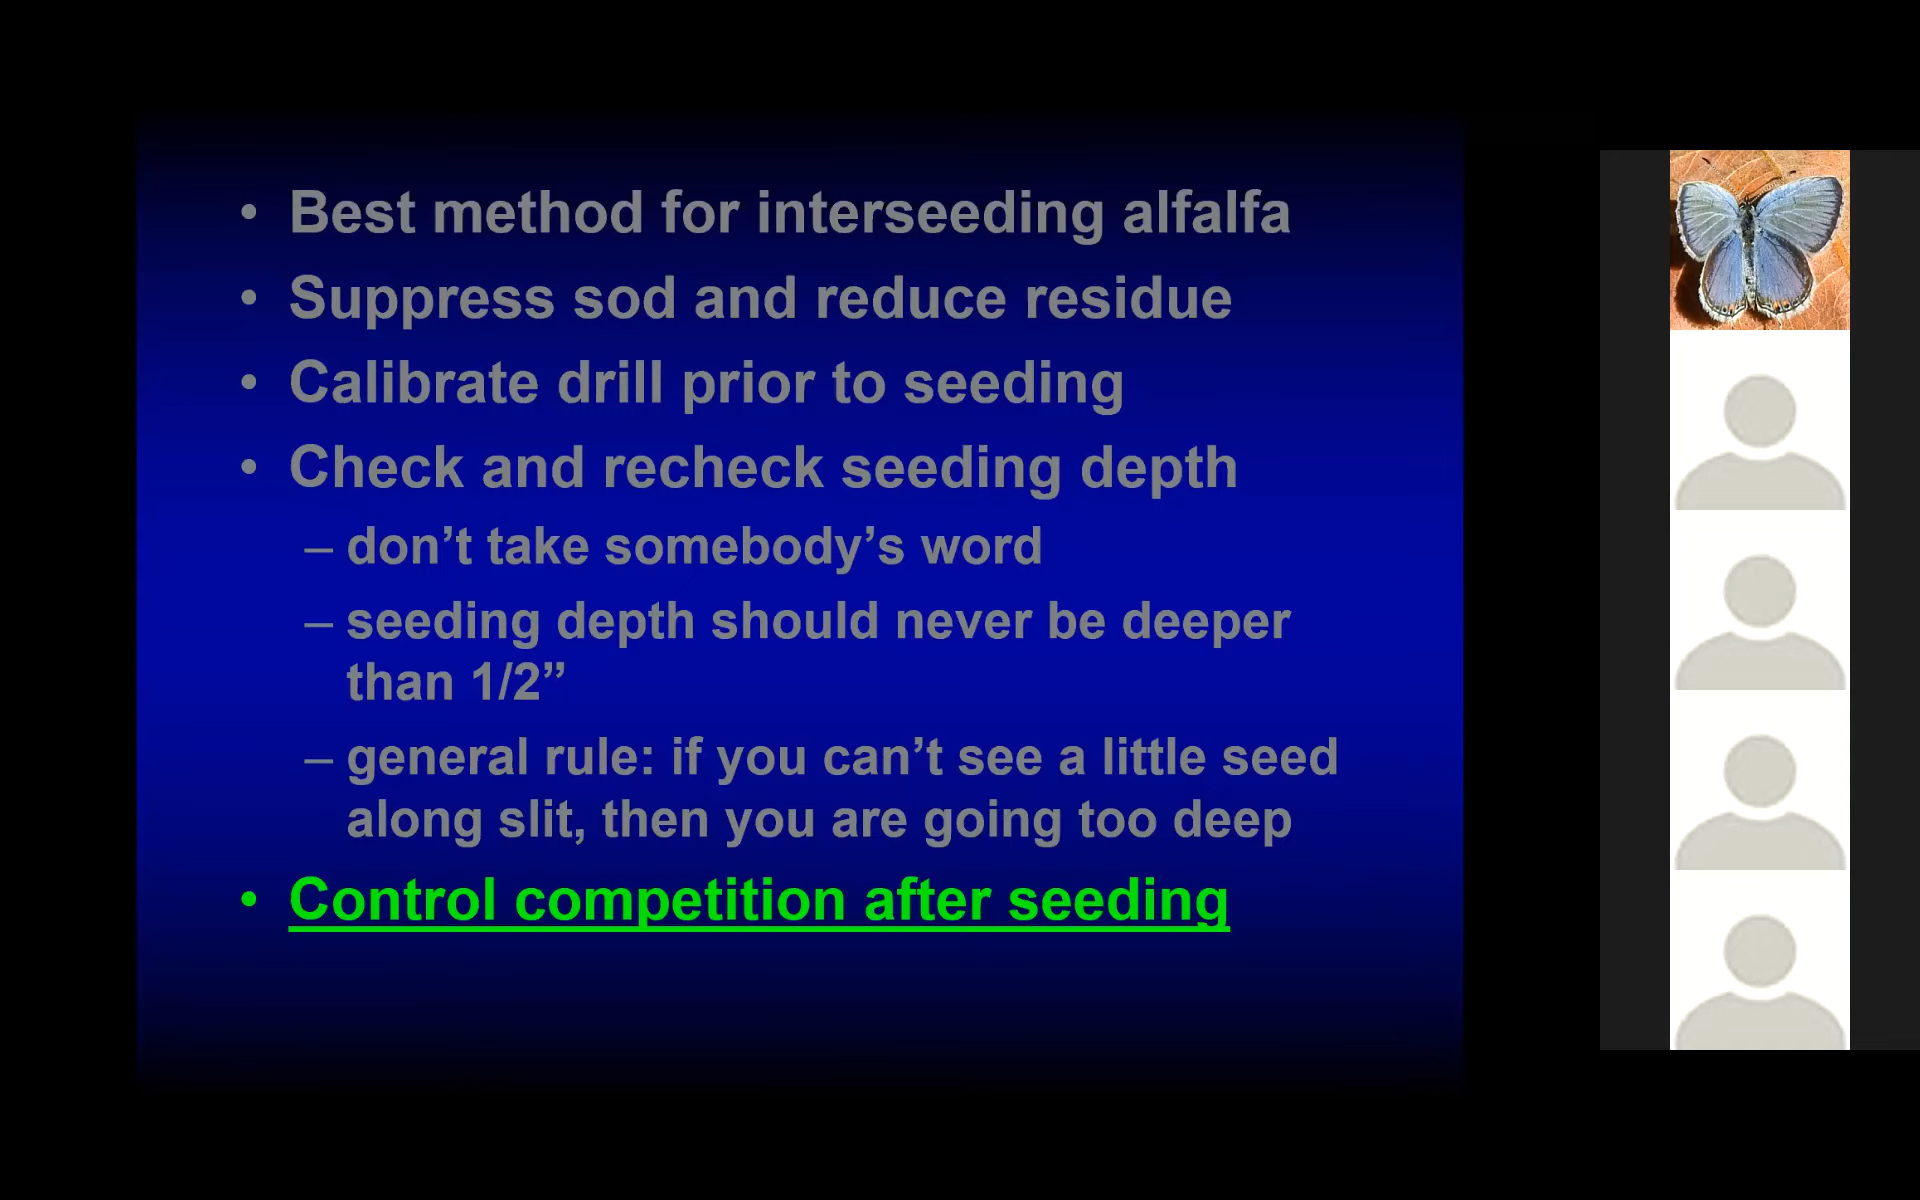 • Best method for interseeding alfalfa
• Suppress sod and reduce residue
• Calibrate drill prior to seeding
• Check and recheck seeding depth
– don’t take somebody’s word
– seeding depth should never be deeper
than 1/2”
– general rule: if you can’t see a little seed
along slit, then you are going too deep
• Control competition after seeding